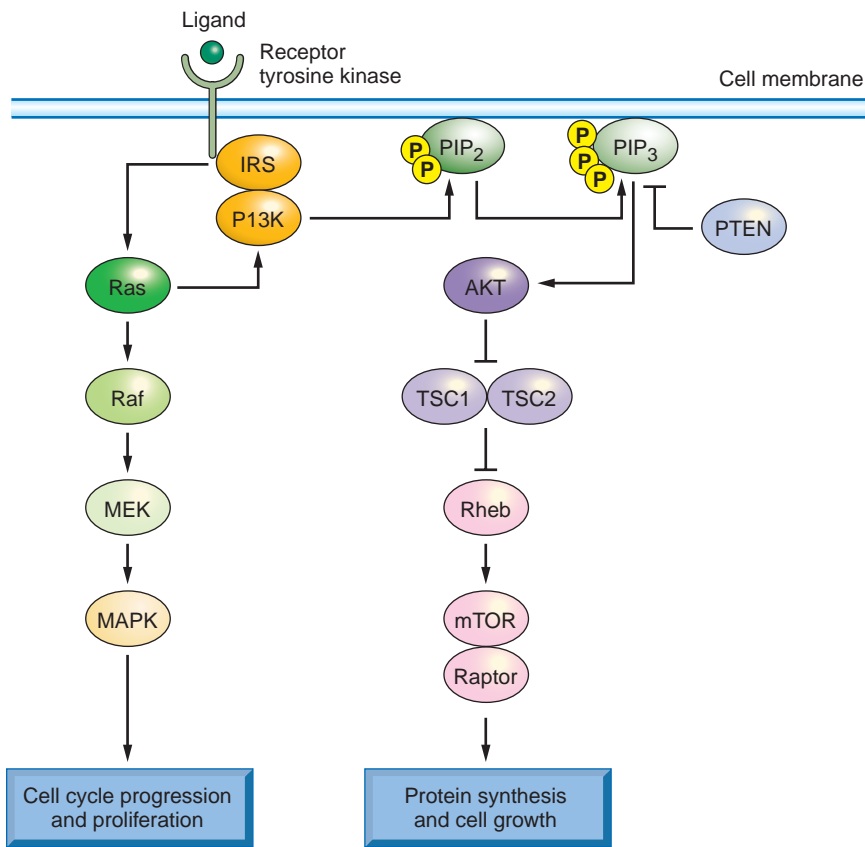 Ligand
Receptor
tyrosine kinase
Cell membrane
IRS
P13K
P
P
PIP₂
P
P
P
PIP₃
PTEN
Ras
AKT
Raf
TSC1
TSC2
MEK
Rheb
MAPK
mTOR
Raptor
Cell cycle progression
and proliferation
Protein synthesis
and cell growth